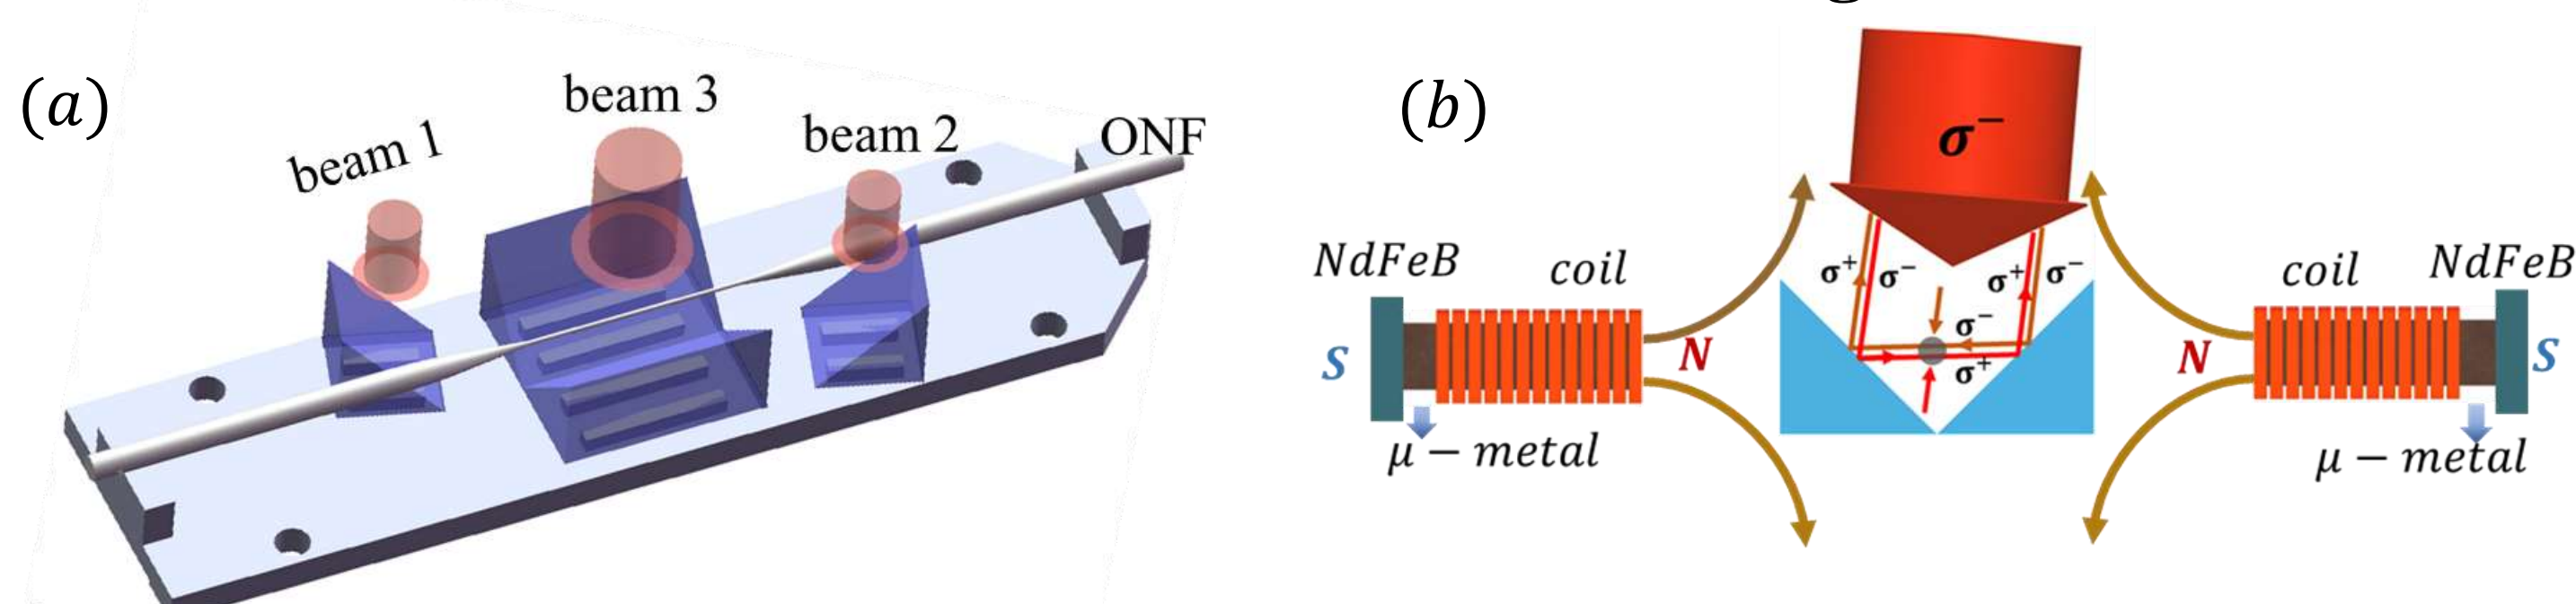 (a)
beam 1
beam 3
beam 2
ONF
(b)
σ⁻
NdFeB
coil
σ⁺
σ⁻
σ⁺
σ⁻
coil
NdFeB
σ⁻
σ⁺
S
N
N
S
μ − metal
μ − metal